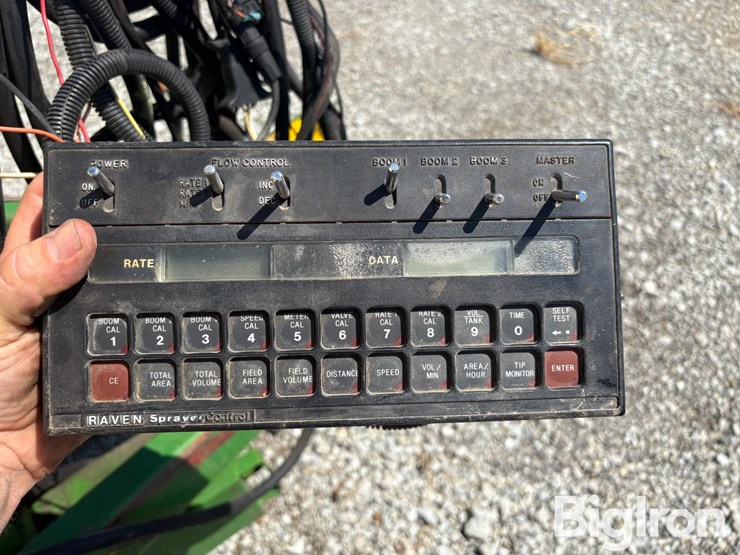 POWER FLOW CONTROL BOOM 1 BOOM 2 BOOM 3 MASTER
ON INC ON
OFF RATE DEC OFF
RATE DATA
BOOM CAL 1 BOOM CAL 2 BOOM CAL 3 SPEED CAL 4 METER CAL 5 VALVE CAL 6 RATE CAL 7 RATE 2 CAL 8 VOL. TANK 9 TIME 0 SELF TEST
CE TOTAL AREA TOTAL VOLUME FIELD AREA FIELD VOLUME DISTANCE SPEED VOL/ MIN AREA/ HOUR TIP MONITOR ENTER
RAVEN Sprayer Control
BigIron